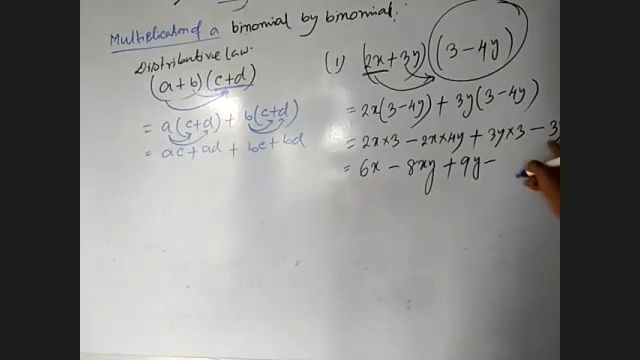 Multiplication of a binomial by binomial.
Distributive law.
(a+b)(c+d)
= a(c+d) + b(c+d)
= ac + ad + bc + bd
(1) (2x+3y)(3-4y)
= 2x(3-4y) + 3y(3-4y)
= 2x×3 - 2x×4y + 3y×3 - 3
= 6x - 8xy + 9y -